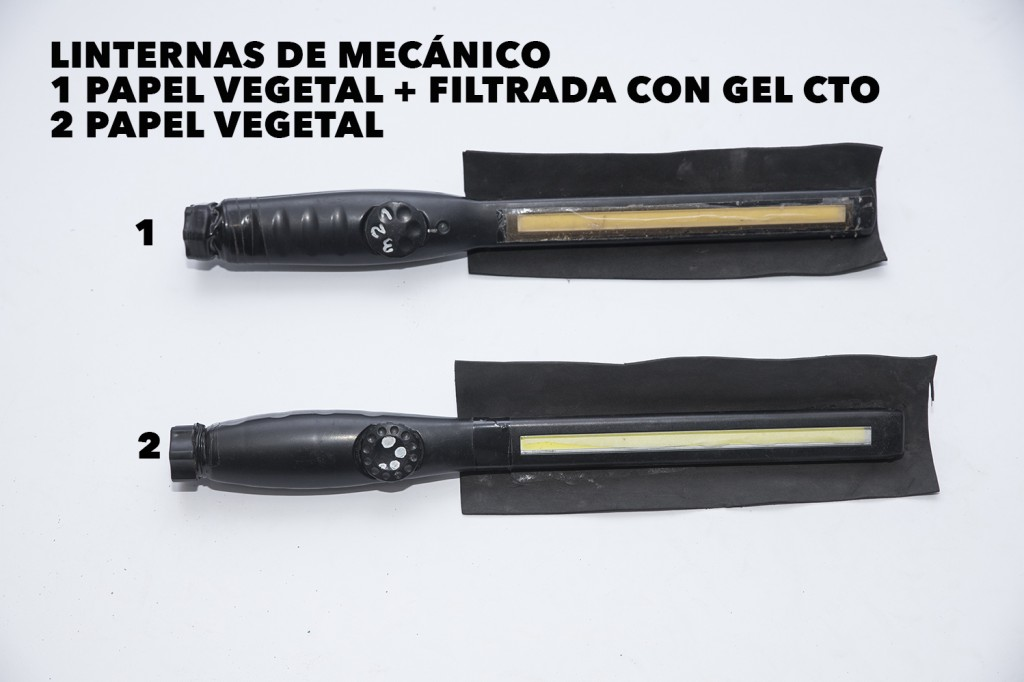 LINTERNAS DE MECÁNICO
1 PAPEL VEGETAL + FILTRADA CON GEL CTO
2 PAPEL VEGETAL
1
2